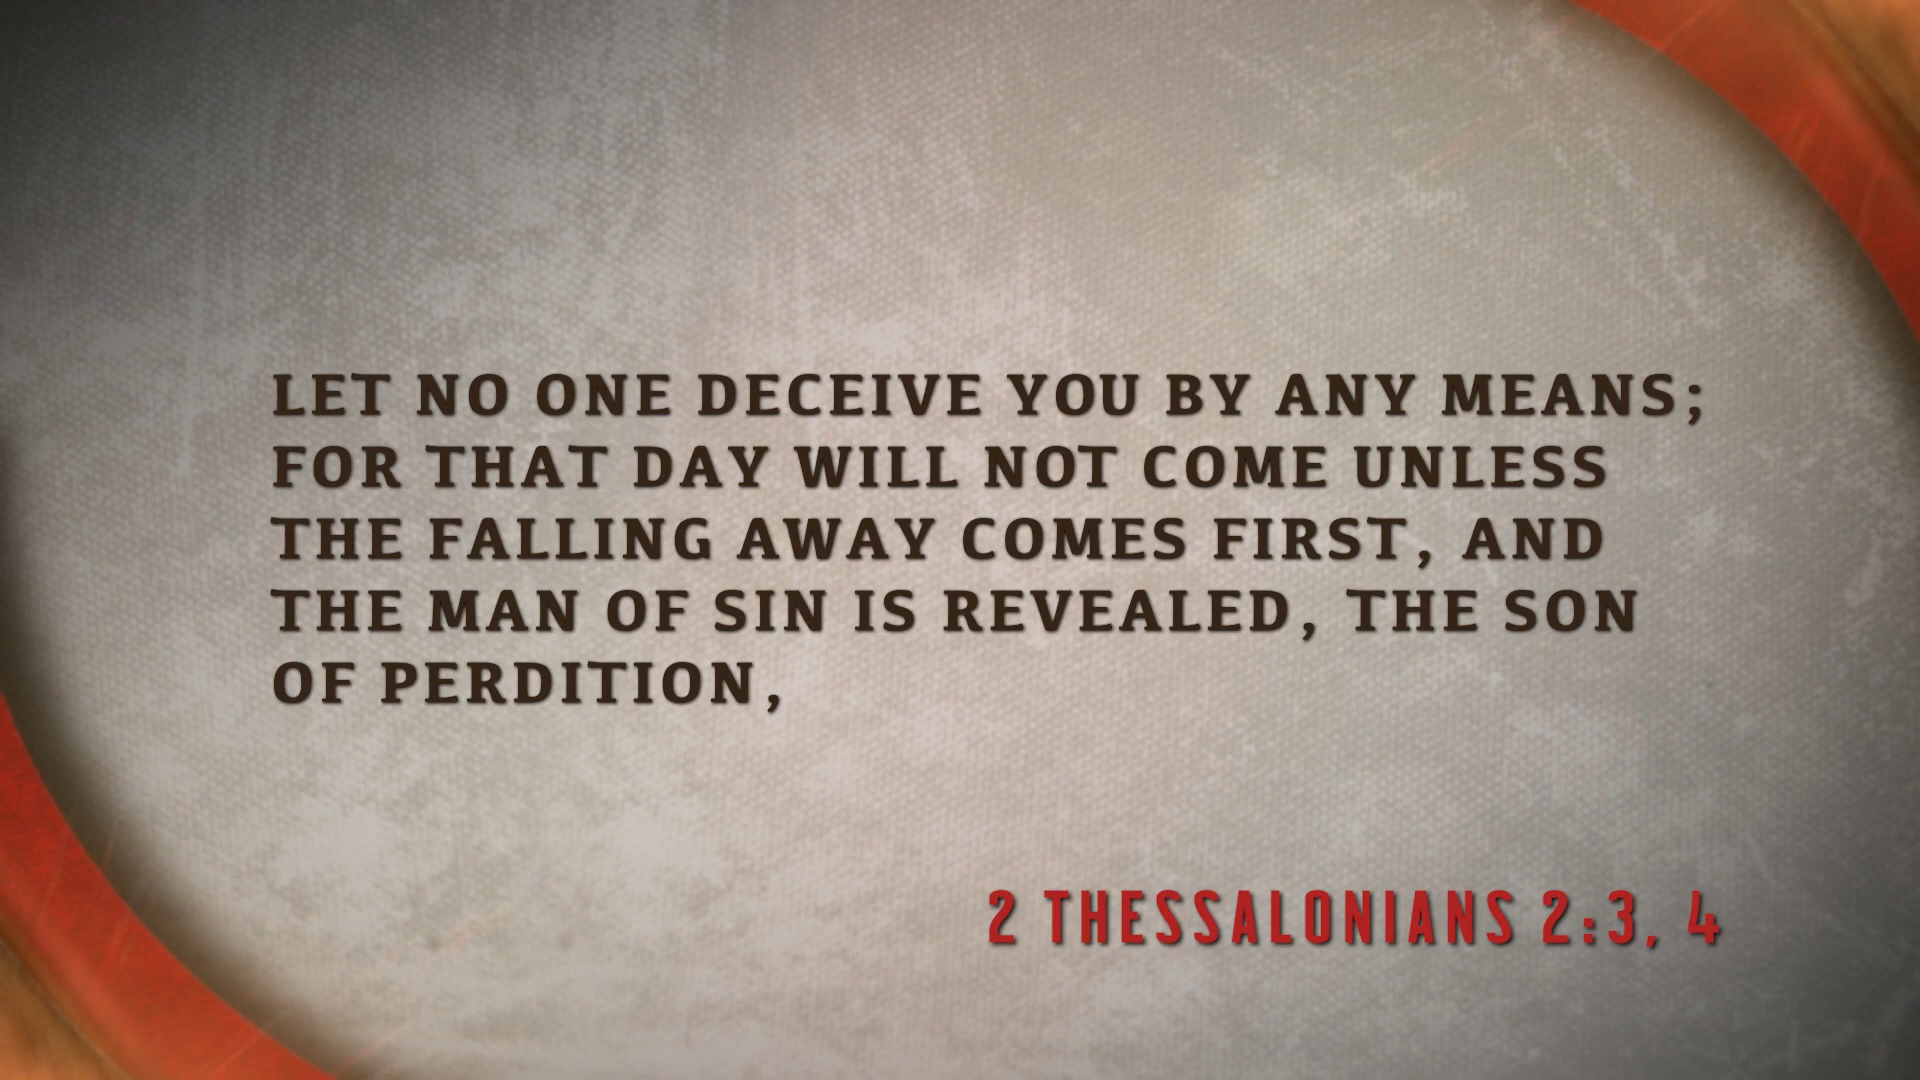 LET NO ONE DECEIVE YOU BY ANY MEANS;
FOR THAT DAY WILL NOT COME UNLESS
THE FALLING AWAY COMES FIRST, AND
THE MAN OF SIN IS REVEALED, THE SON
OF PERDITION,
2 THESSALONIANS 2:3, 4